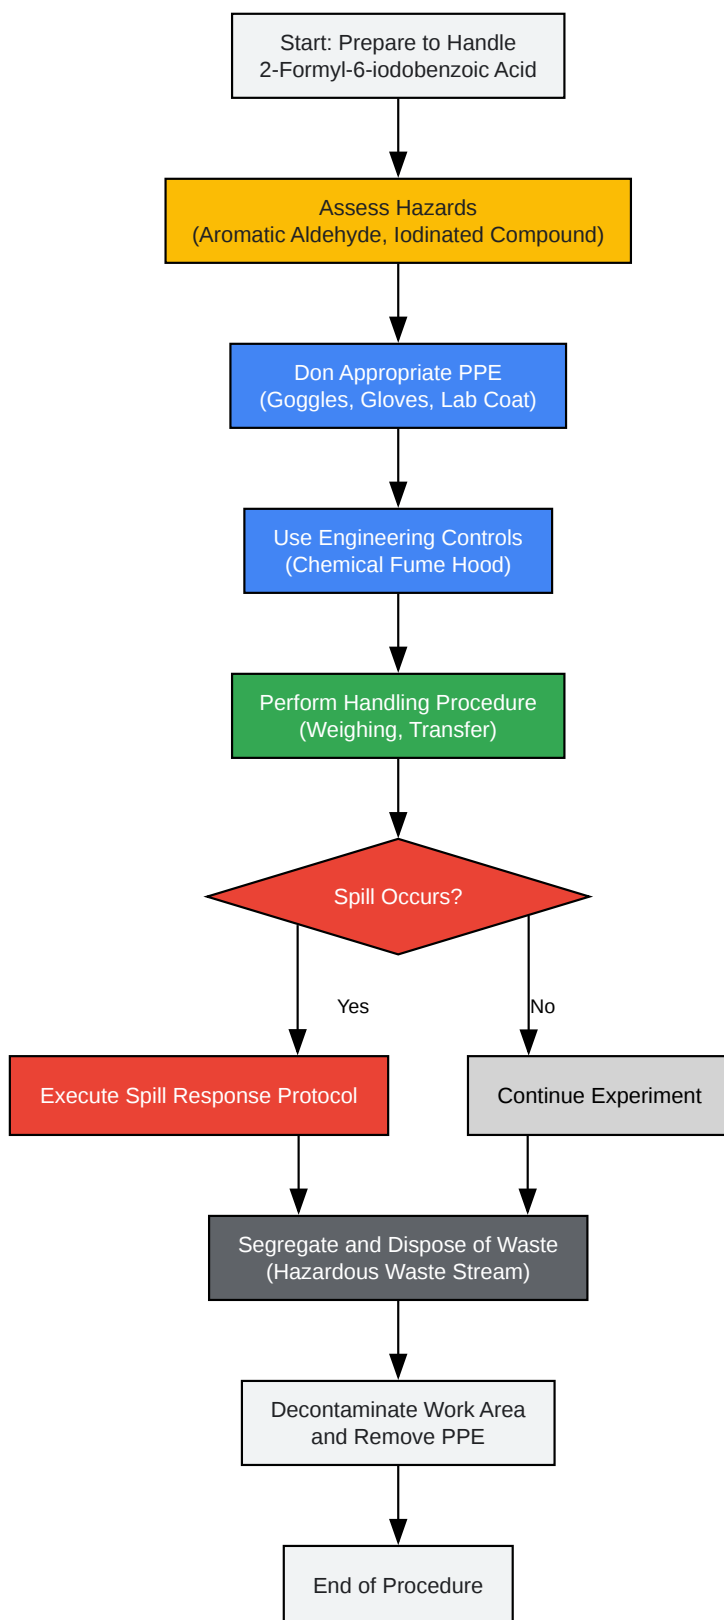 Start: Prepare to Handle
2-Formyl-6-iodobenzoic Acid
Assess Hazards
(Aromatic Aldehyde, Iodinated Compound)
Don Appropriate PPE
(Goggles, Gloves, Lab Coat)
Use Engineering Controls
(Chemical Fume Hood)
Perform Handling Procedure
(Weighing, Transfer)
Spill Occurs?
Yes
No
Execute Spill Response Protocol
Continue Experiment
Segregate and Dispose of Waste
(Hazardous Waste Stream)
Decontaminate Work Area
and Remove PPE
End of Procedure